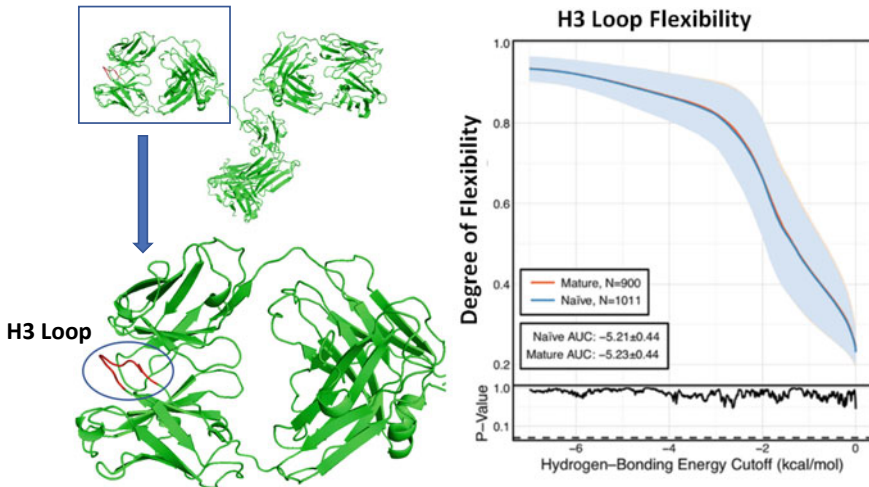 H3 Loop
H3 Loop Flexibility
Degree of Flexibility
1.0
0.8
0.6
0.4
0.2
Mature, N=900
Naïve, N=1011
Naïve AUC: −5.21±0.44
Mature AUC: −5.23±0.44
P-Value
1.0
0.1
−6
−4
−2
0
Hydrogen–Bonding Energy Cutoff (kcal/mol)